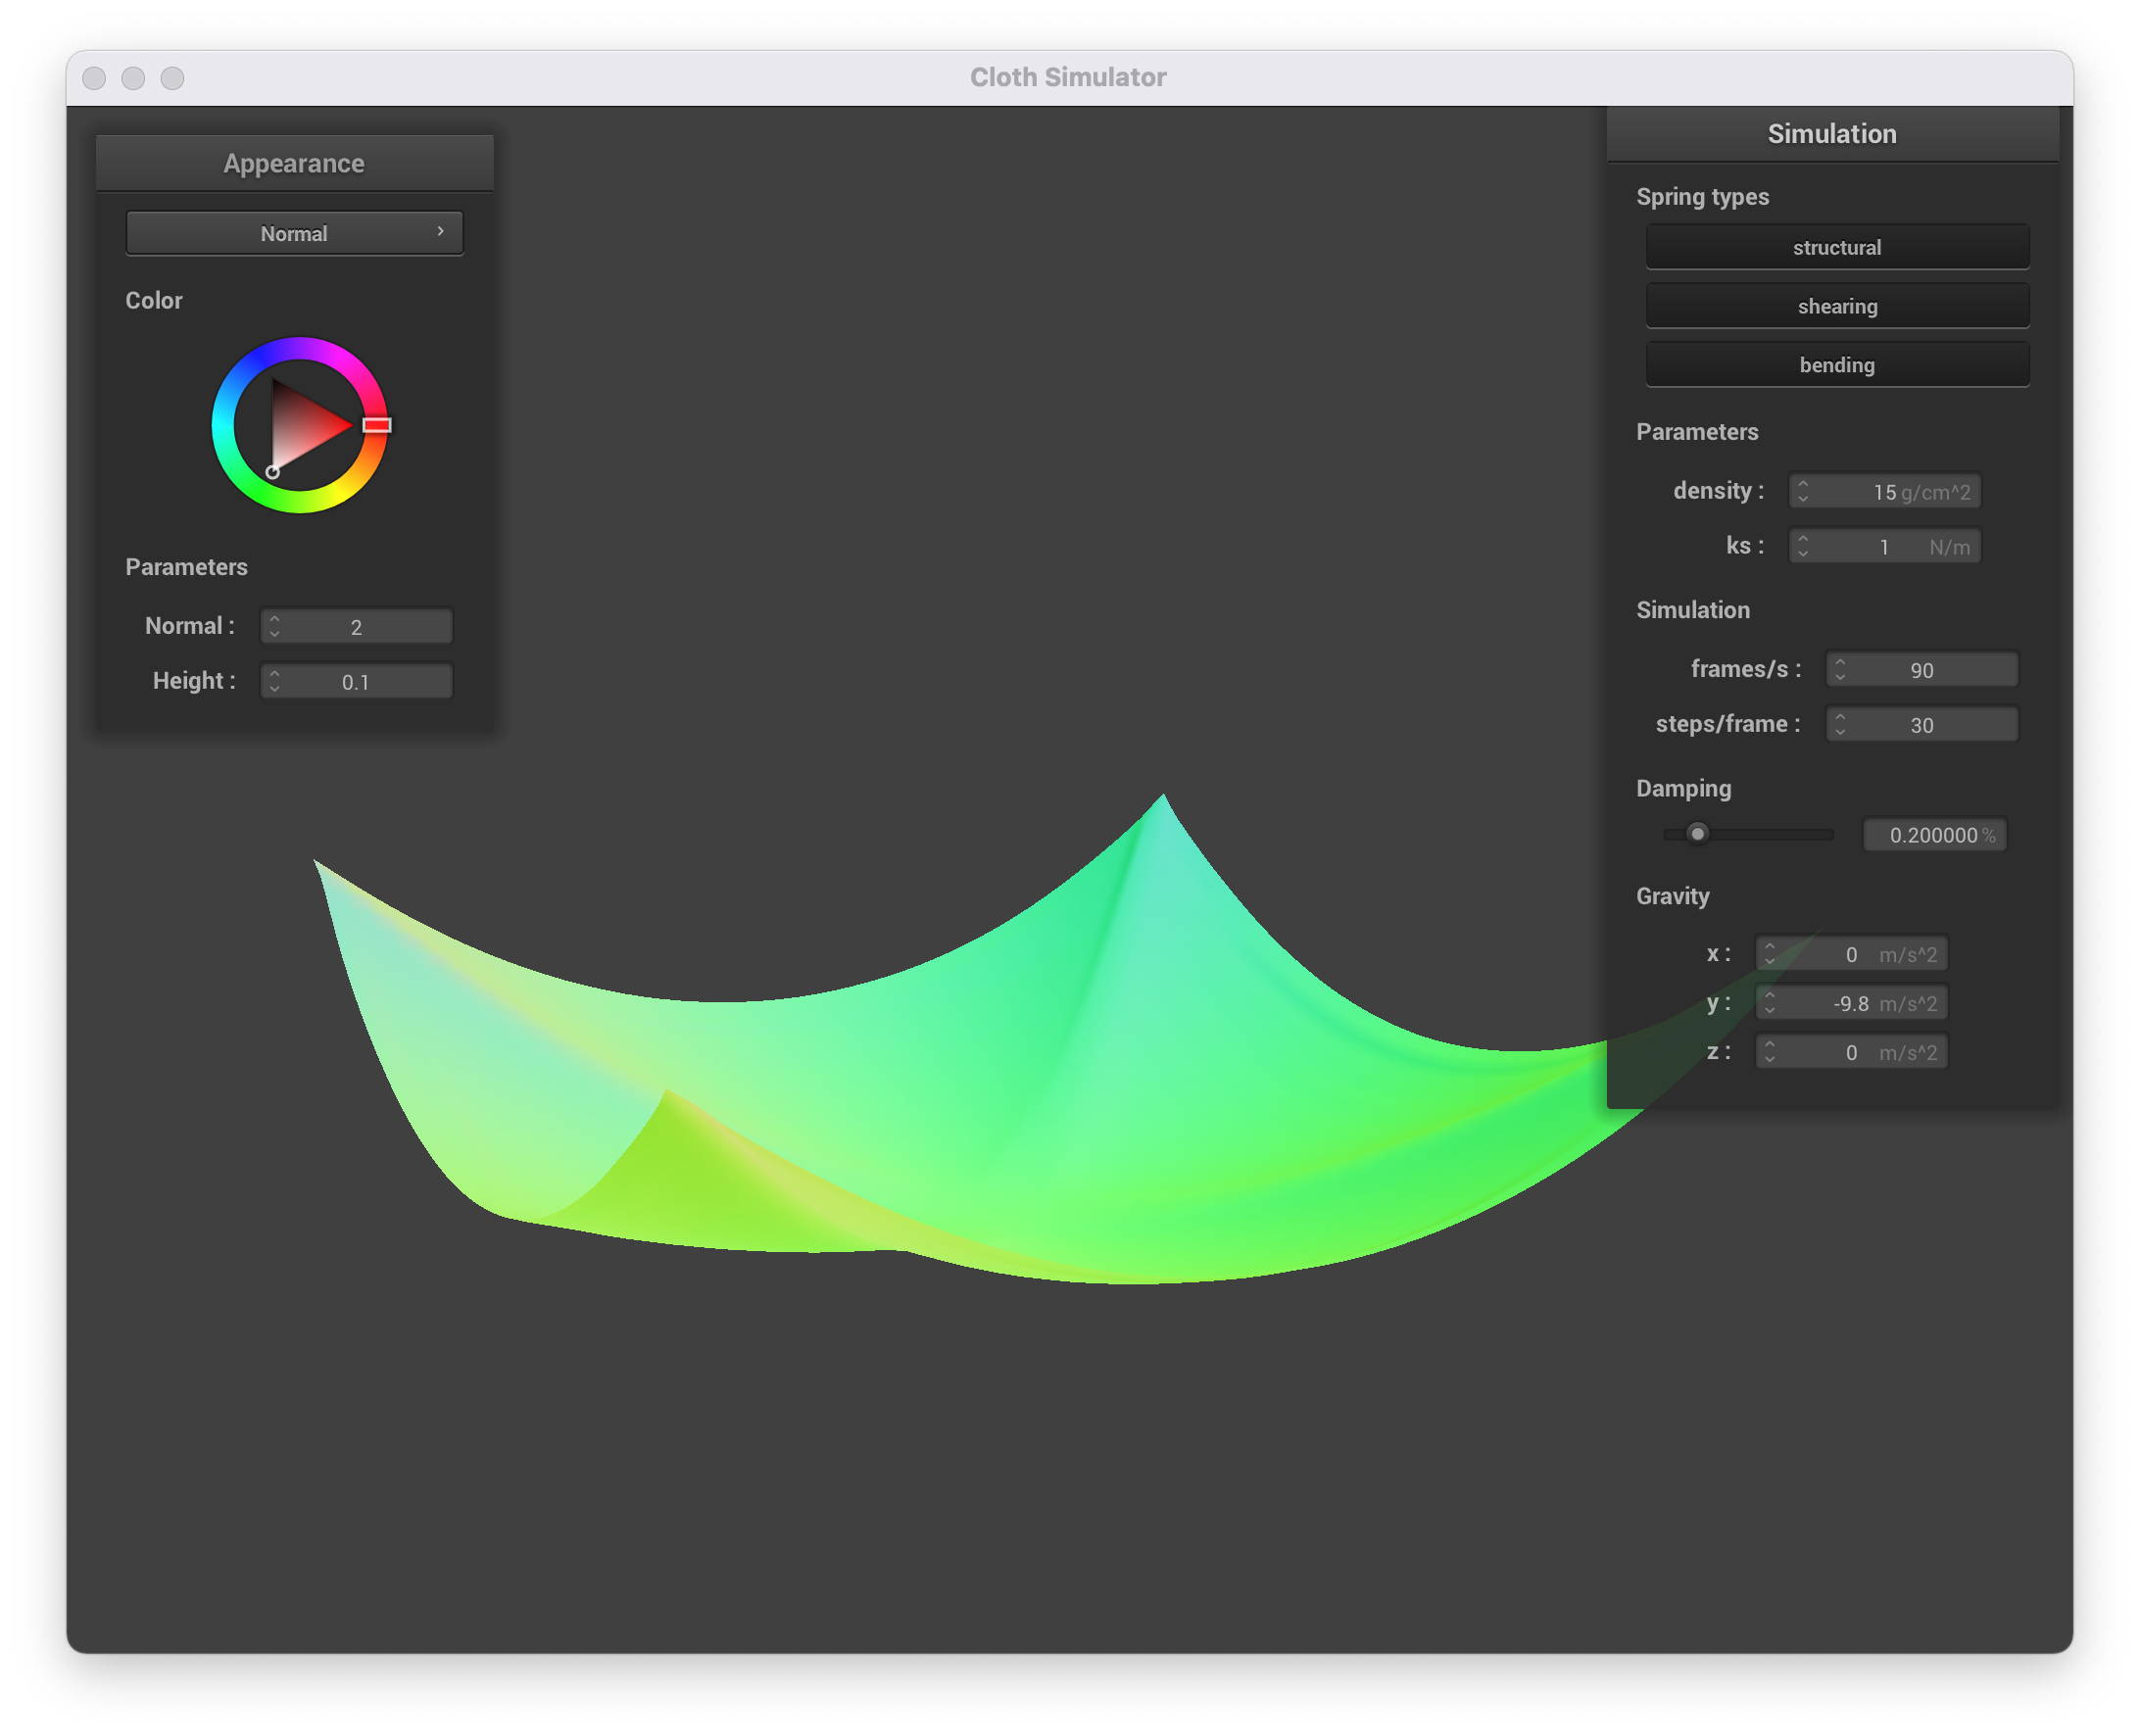 Cloth Simulator
Appearance
Normal
Color
Parameters
Normal : 2
Height : 0.1
Simulation
Spring types
structural
shearing
bending
Parameters
density : 15 g/cm^2
ks : 1 N/m
Simulation
frames/s : 90
steps/frame : 30
Damping
0.200000 %
Gravity
x : 0 m/s^2
y : -9.8 m/s^2
z : 0 m/s^2